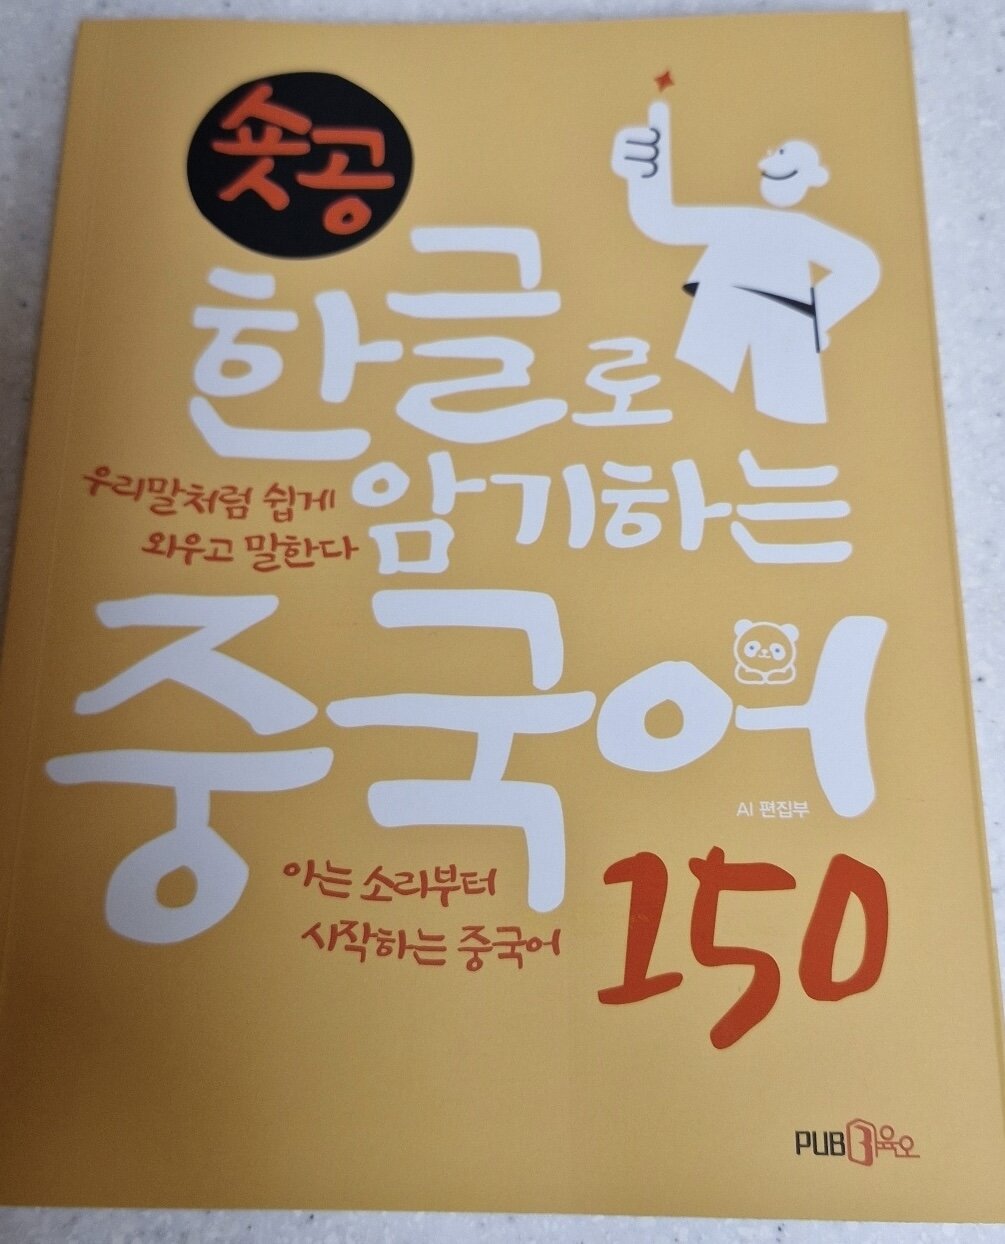 숏공
한글로
우리말처럼 쉽게
외우고 말한다
암기하는
중국어
AI 편집부
아는 소리부터
시작하는 중국어
150
PUB 365